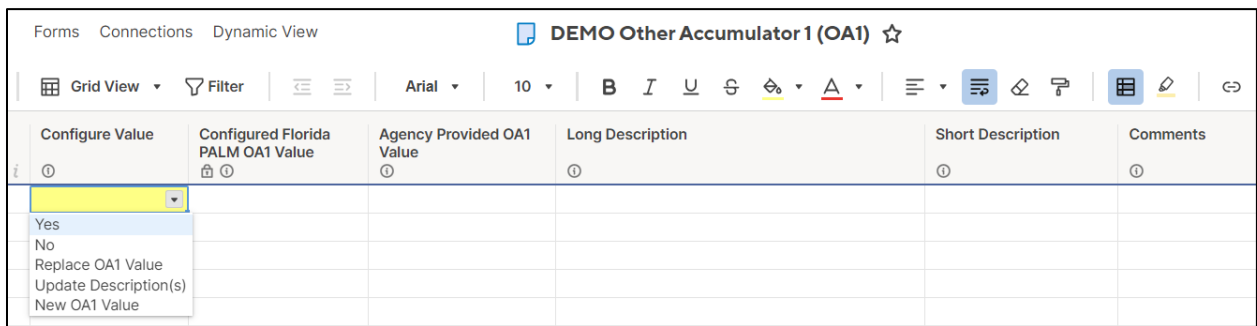 Forms Connections Dynamic View DEMO Other Accumulator 1 (OA1)
Grid View Filter Arial 10 B I U S A
Configure Value Configured Florida PALM OA1 Value Agency Provided OA1 Value Long Description Short Description Comments
Yes
No
Replace OA1 Value
Update Description(s)
New OA1 Value